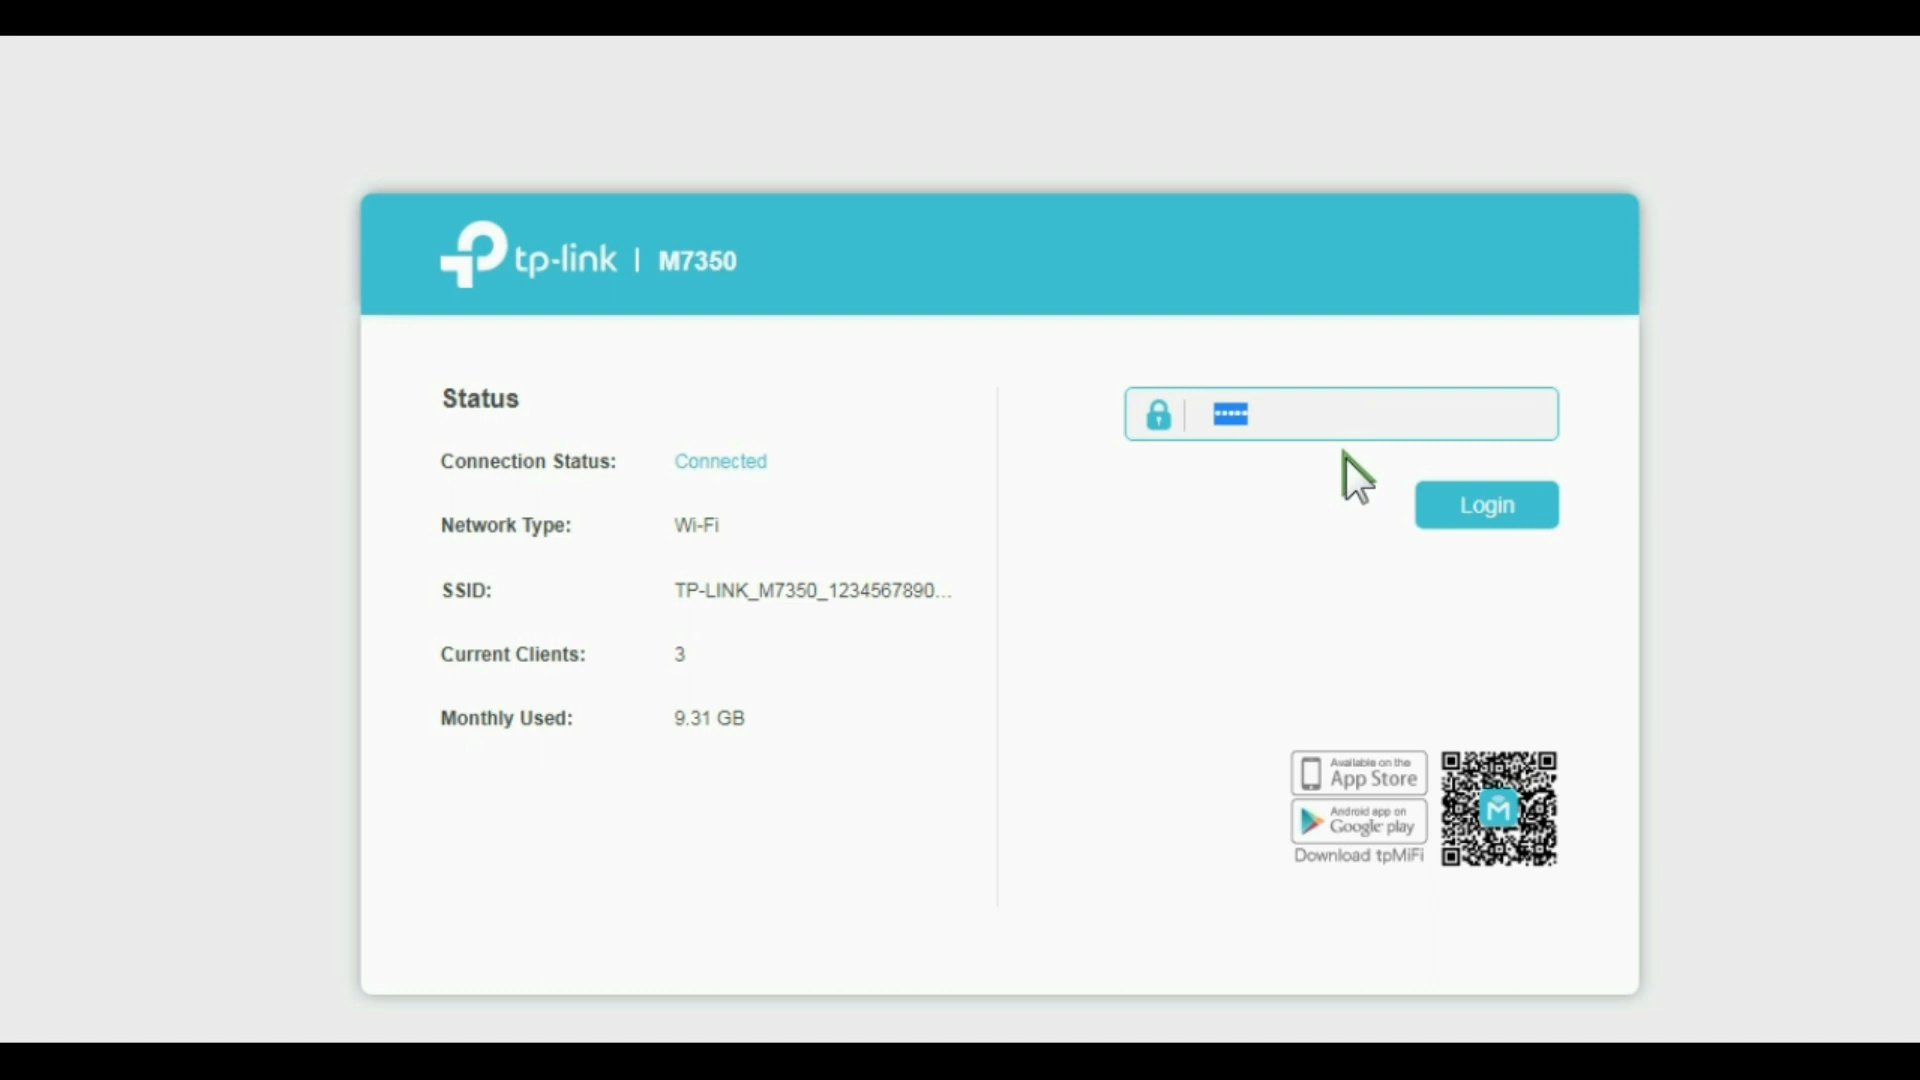 tp-link | M7350
Status
Connection Status: Connected
Network Type: Wi-Fi
SSID: TP-LINK_M7350_1234567890...
Current Clients: 3
Monthly Used: 9.31 GB
•••••
Login
Available on the
App Store
Android app on
Google play
Download tpMiFi
M